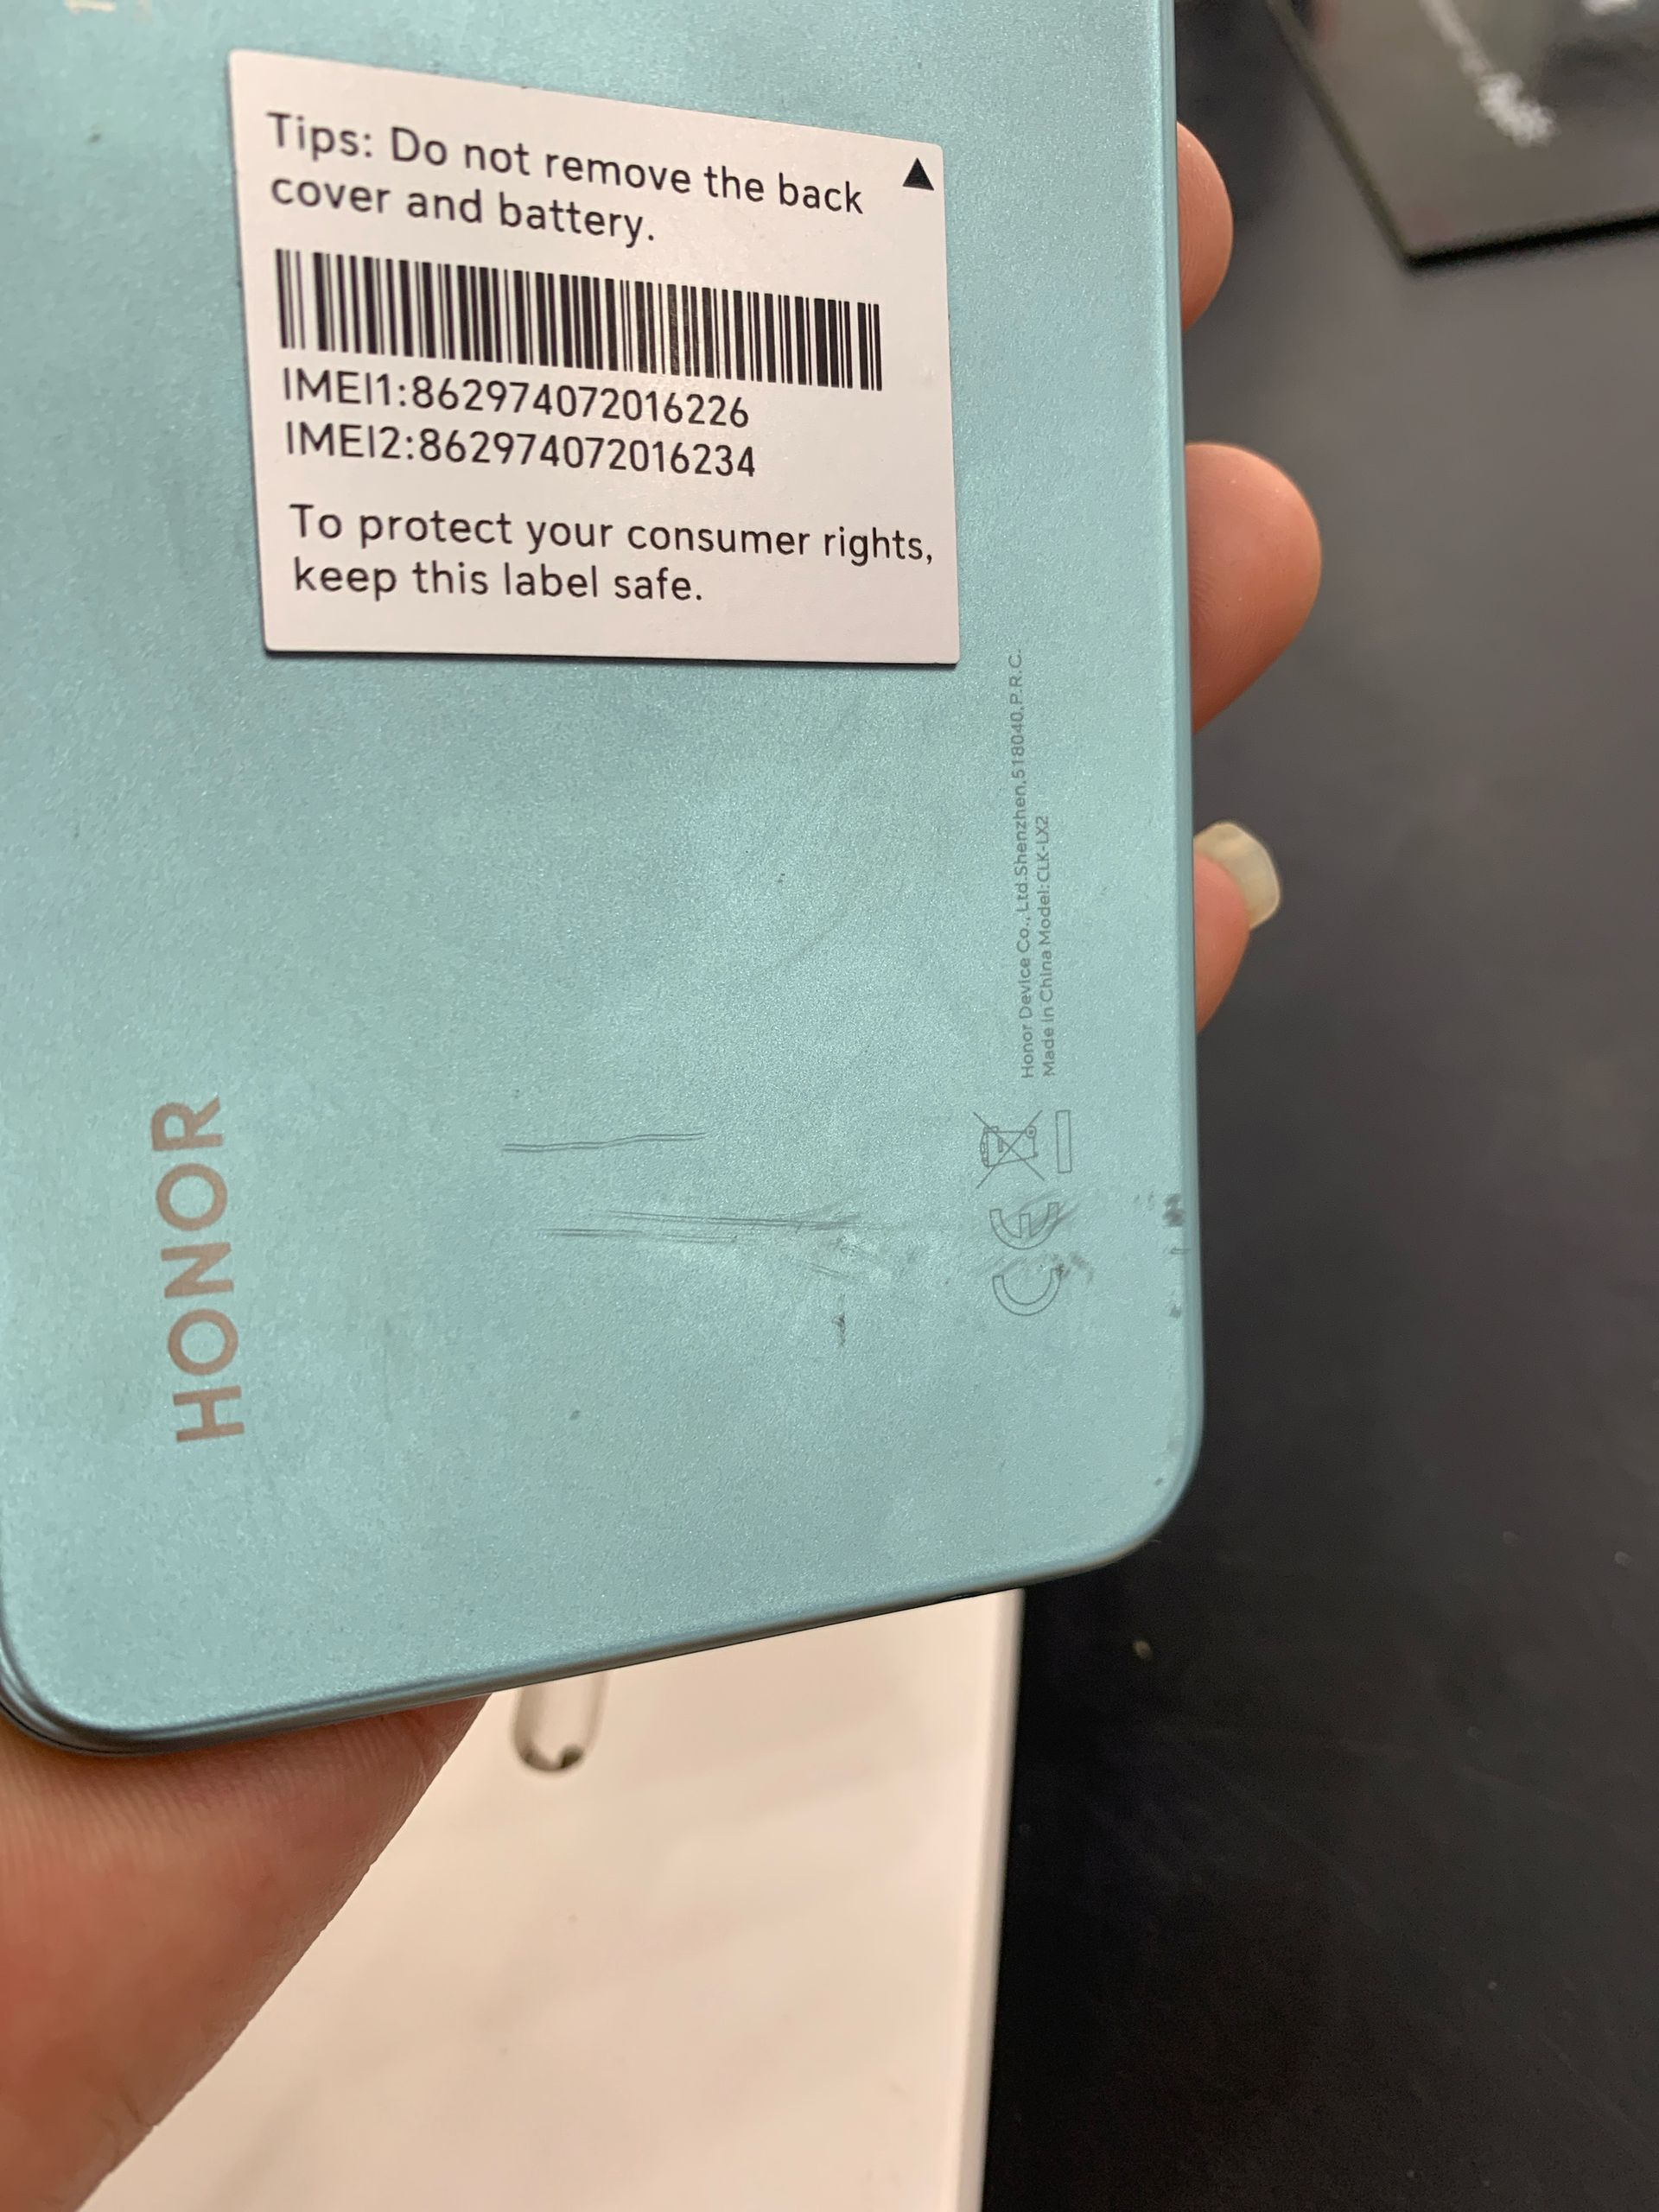 Tips: Do not remove the back
cover and battery.
IMEI1:862974072016226
IMEI2:862974072016234
To protect your consumer rights,
keep this label safe.
Honor Device Co., Ltd.Shenzhen,518040,P.R.C.
Made in China Model:CLK-LX2
CE
HONOR